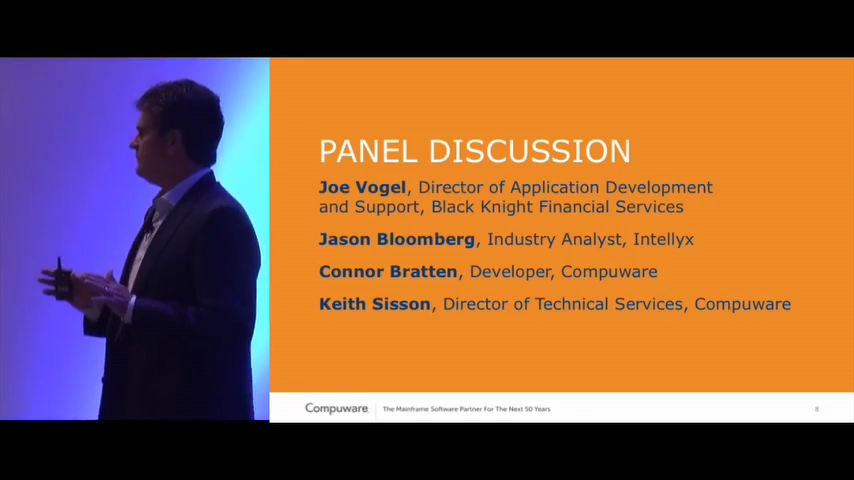 PANEL DISCUSSION
Joe Vogel, Director of Application Development
and Support, Black Knight Financial Services
Jason Bloomberg, Industry Analyst, Intellyx
Connor Bratten, Developer, Compuware
Keith Sisson, Director of Technical Services, Compuware
Compuware
The Mainframe Software Partner For The Next 50 Years
8